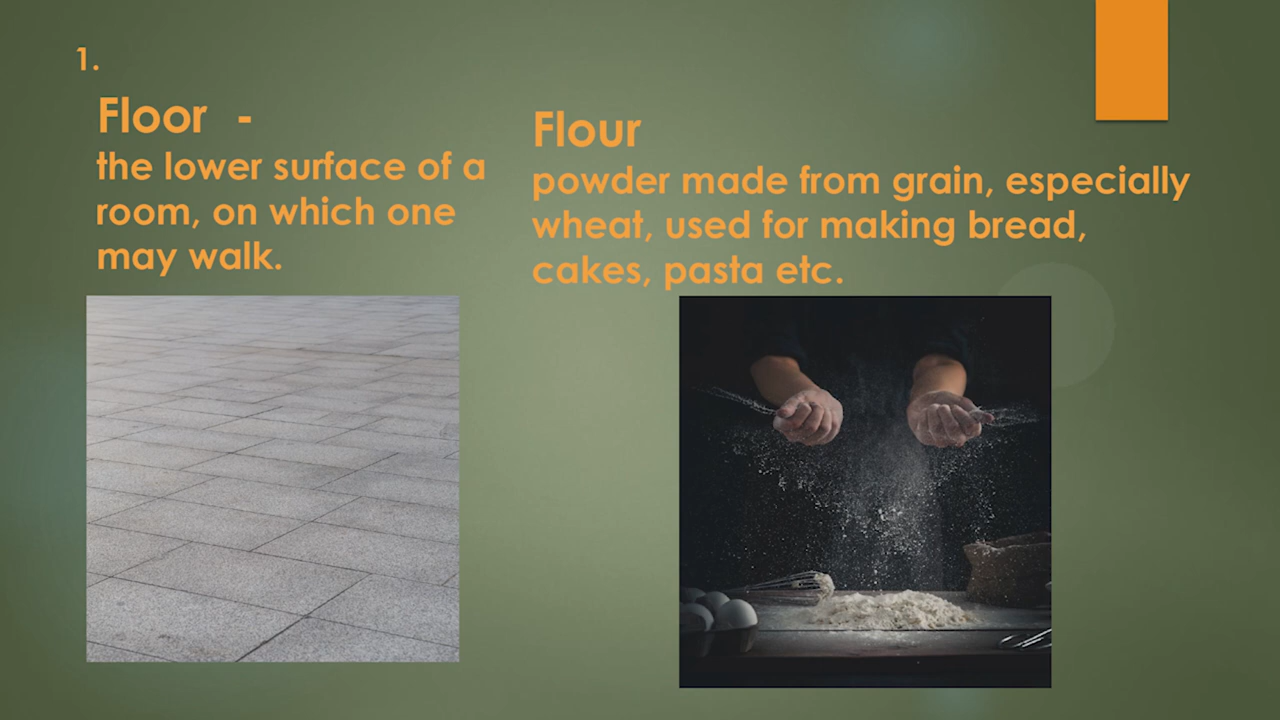 1.
Floor -
the lower surface of a
room, on which one
may walk.
Flour
powder made from grain, especially
wheat, used for making bread,
cakes, pasta etc.